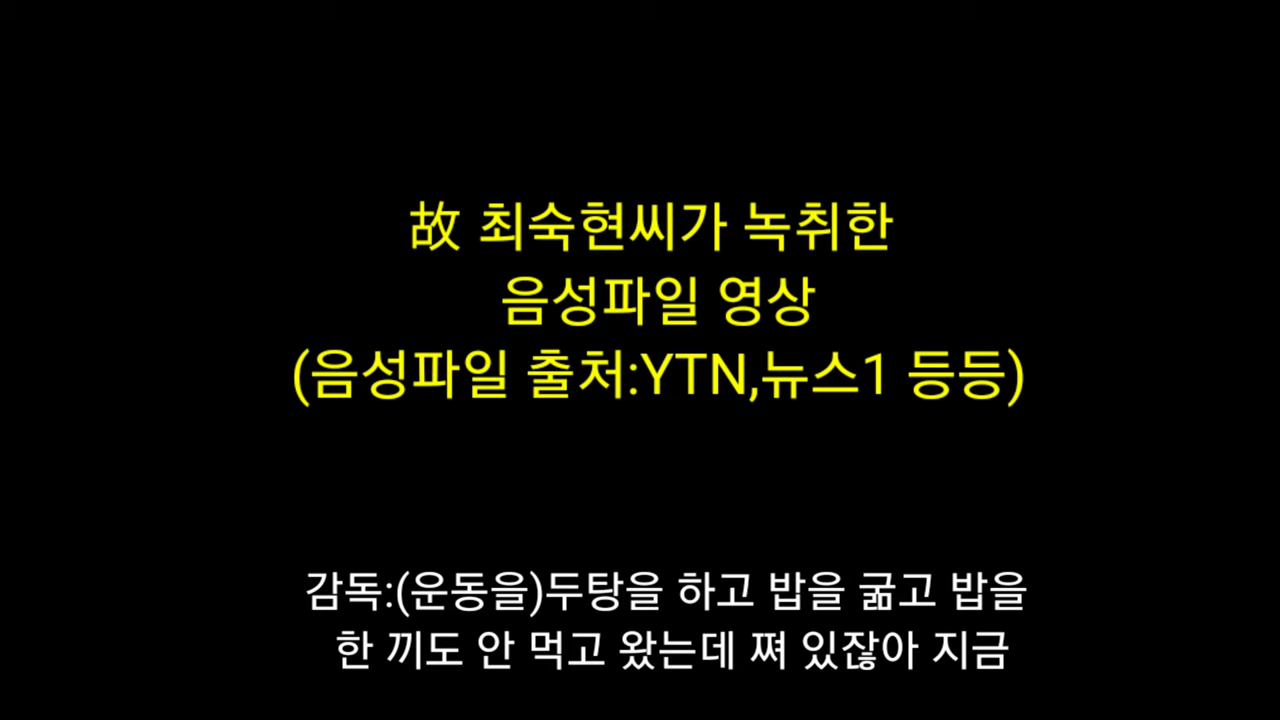 故 최숙현씨가 녹취한
음성파일 영상
(음성파일 출처:YTN,뉴스1 등등)
감독:(운동을)두탕을 하고 밥을 굶고 밥을
한 끼도 안 먹고 왔는데 쪄 있잖아 지금